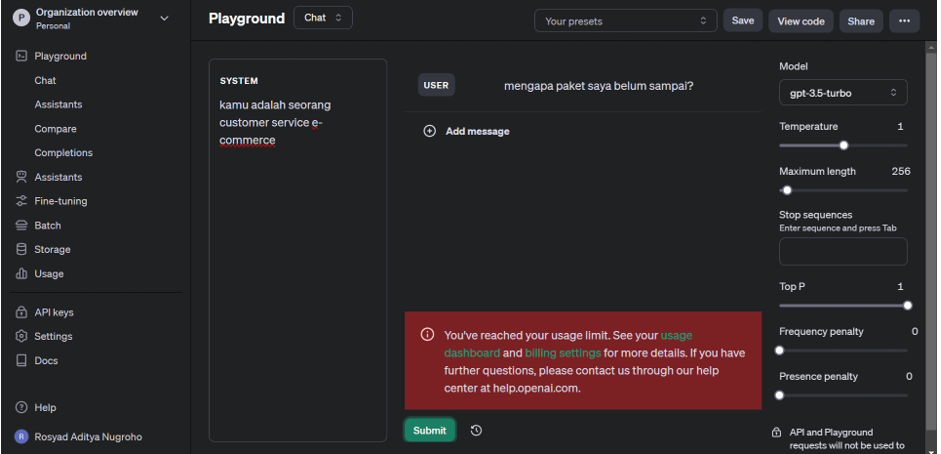 P
Organization overview
Personal
Playground
Chat
Assistants
Compare
Completions
Assistants
Fine-tuning
Batch
Storage
Usage
API keys
Settings
Docs
Help
R
Rosyad Aditya Nugroho
Playground
Chat
Your presets
Save
View code
Share
SYSTEM
kamu adalah seorang
customer service e-
commerce
USER
mengapa paket saya belum sampai?
Add message
You've reached your usage limit. See your usage
dashboard and billing settings for more details. If you have
further questions, please contact us through our help
center at help.openai.com.
Submit
Model
gpt-3.5-turbo
Temperature 1
Maximum length 256
Stop sequences
Enter sequence and press Tab
Top P 1
Frequency penalty 0
Presence penalty 0
API and Playground
requests will not be used to